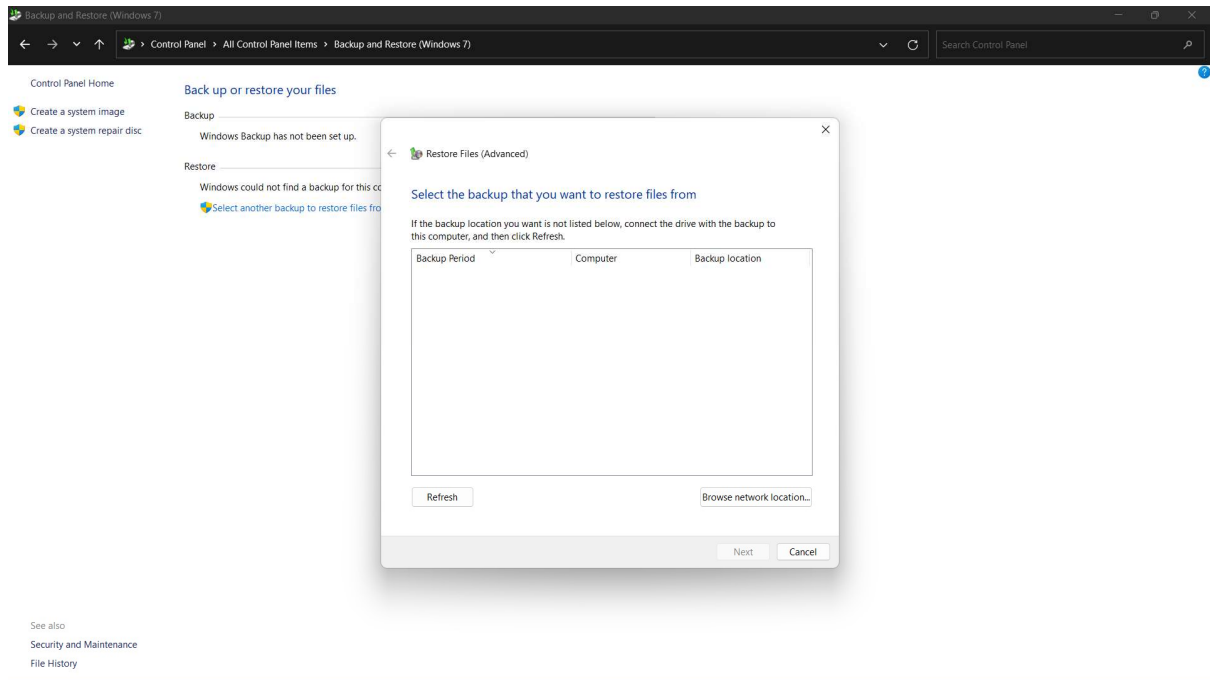 Backup and Restore (Windows 7)
Control Panel > All Control Panel Items > Backup and Restore (Windows 7)
Search Control Panel
Control Panel Home
Create a system image
Create a system repair disc
Back up or restore your files
Backup
Windows Backup has not been set up.
Restore
Windows could not find a backup for this co
Select another backup to restore files fro
Restore Files (Advanced)
Select the backup that you want to restore files from
If the backup location you want is not listed below, connect the drive with the backup to
this computer, and then click Refresh.
Backup Period Computer Backup location
Refresh Browse network location...
Next Cancel
See also
Security and Maintenance
File History